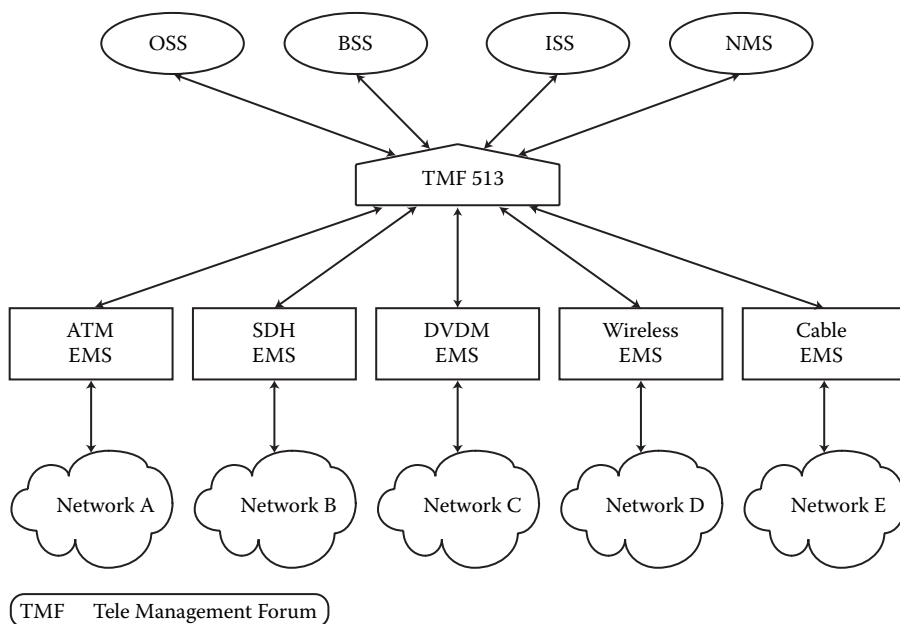 OSS
BSS
ISS
NMS
TMF 513
ATM
EMS
SDH
EMS
DVDM
EMS
Wireless
EMS
Cable
EMS
Network A
Network B
Network C
Network D
Network E
TMF Tele Management Forum